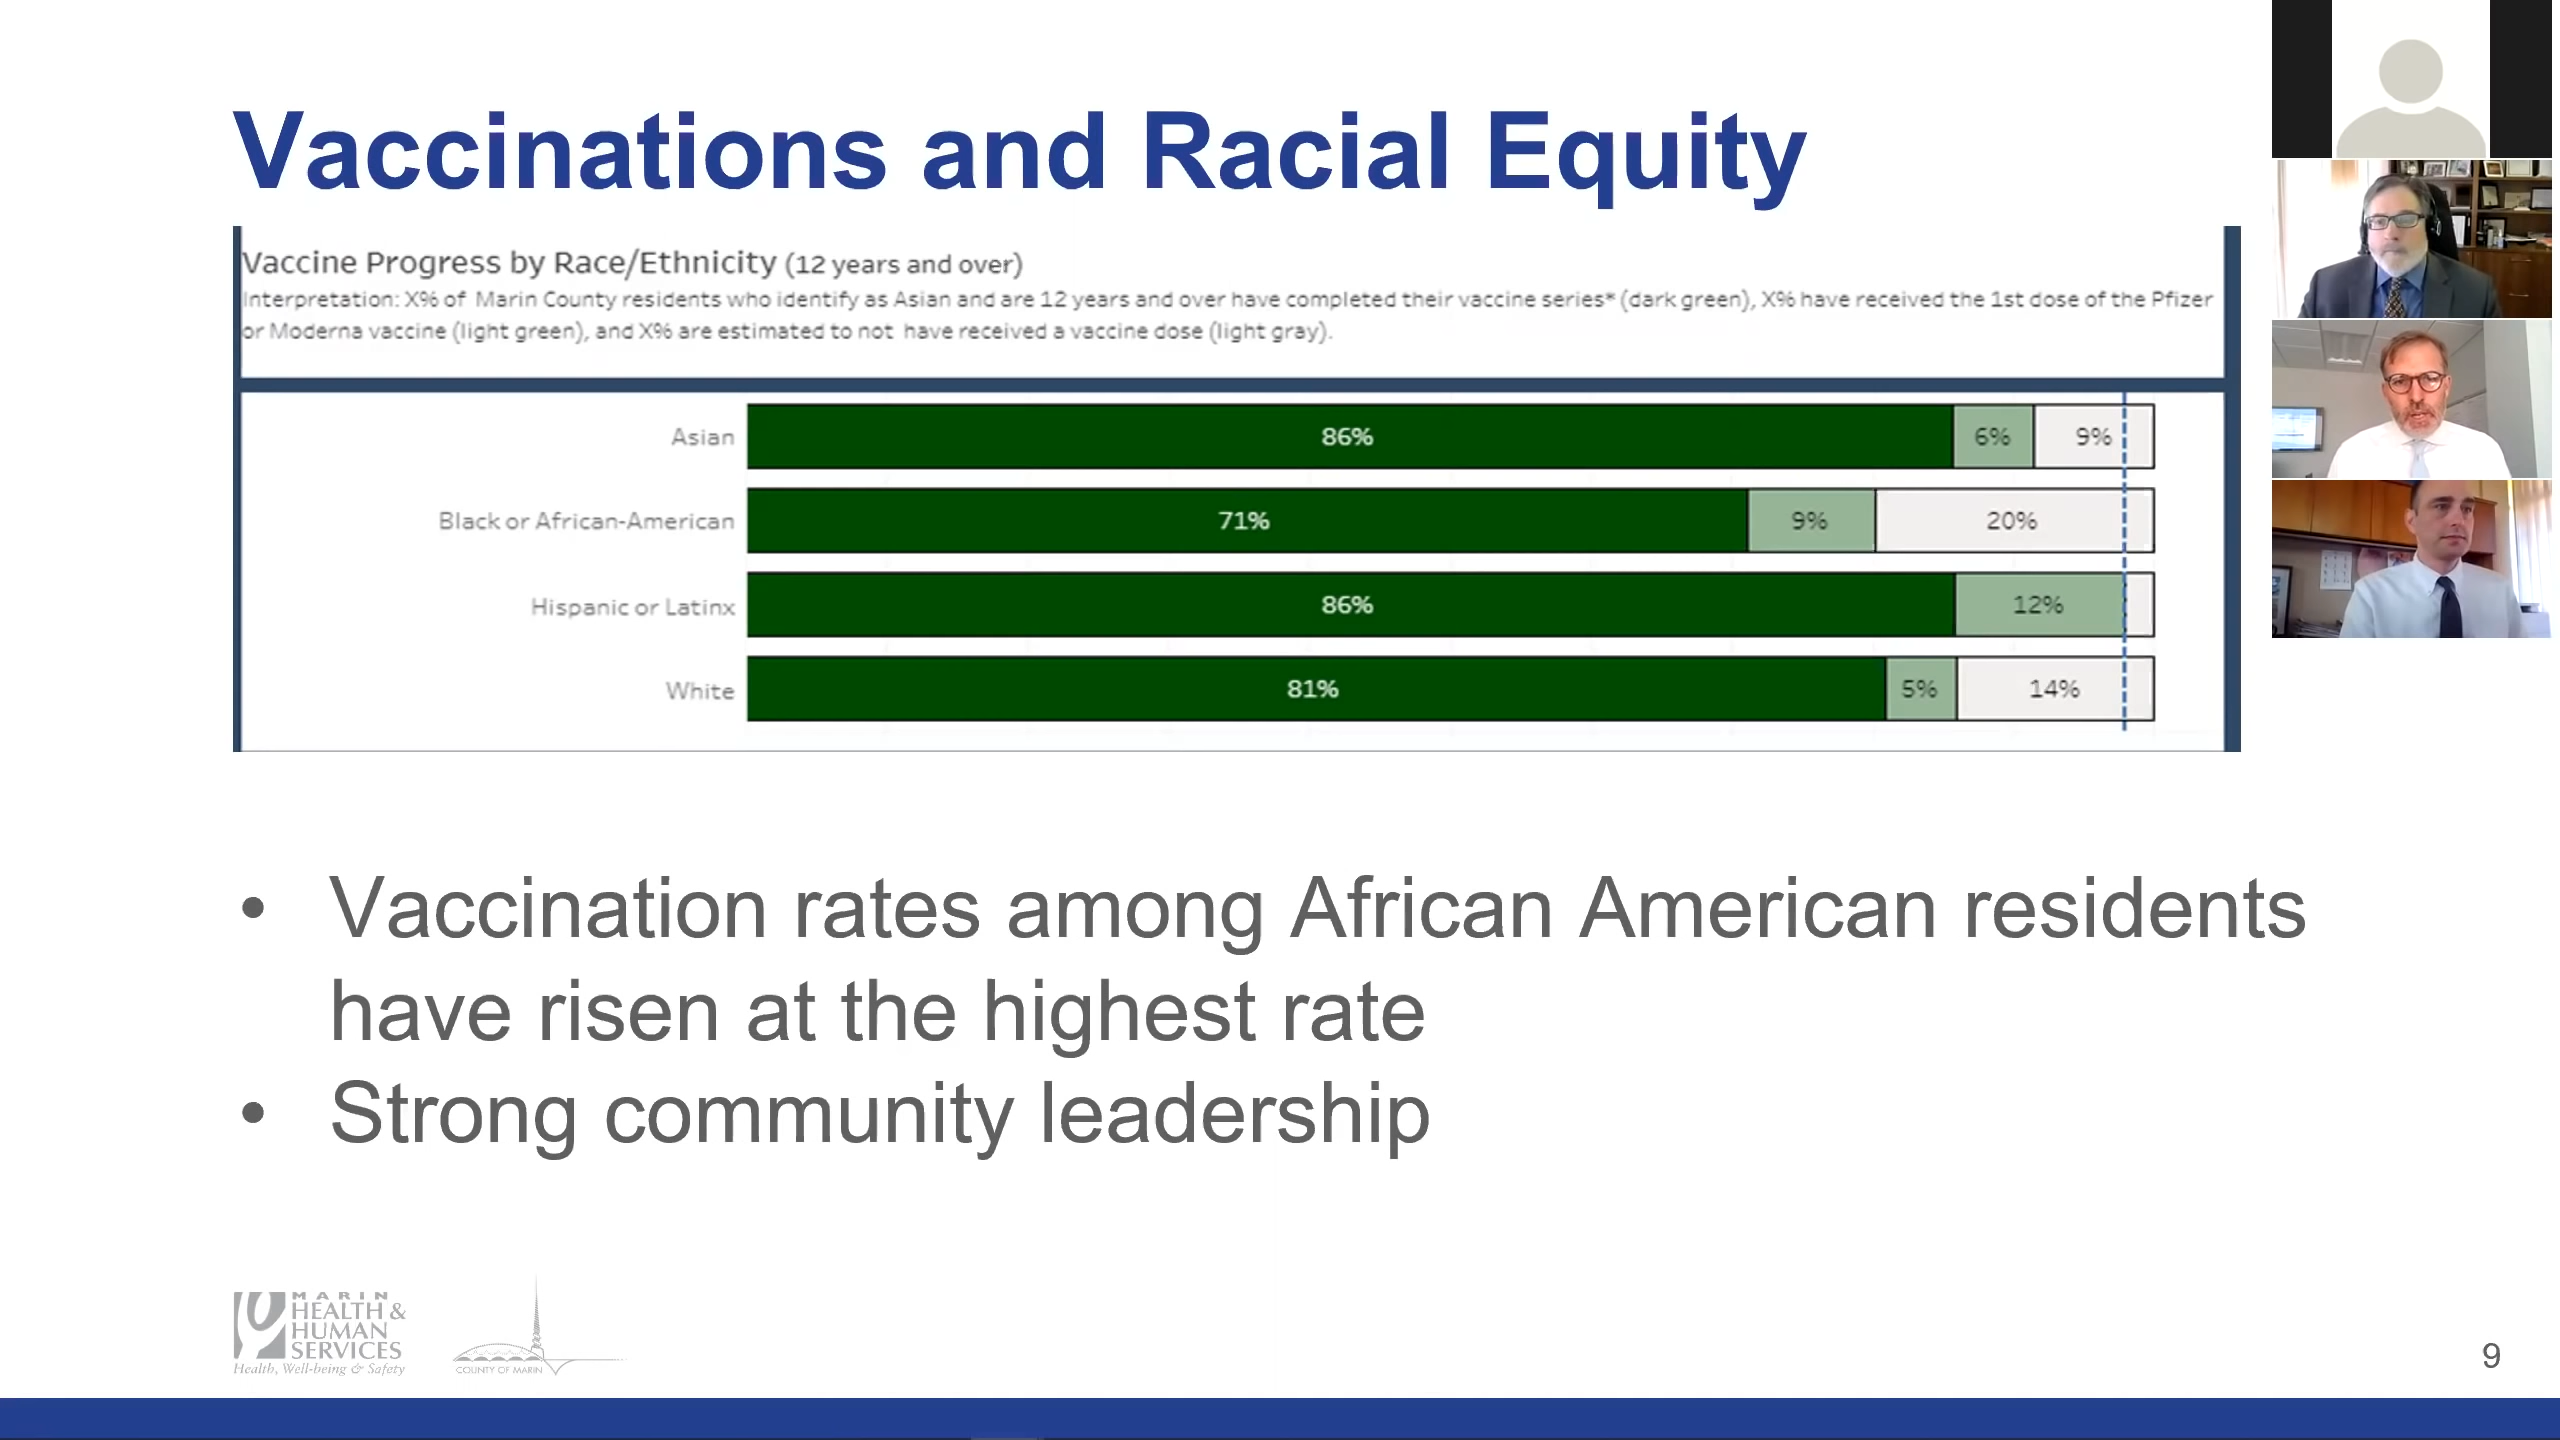 Vaccinations and Racial Equity
Vaccine Progress by Race/Ethnicity (12 years and over)
Interpretation: X% of Marin County residents who identify as Asian and are 12 years and over have completed their vaccine series* (dark green), X% have received the 1st dose of the Pfizer
or Moderna vaccine (light green), and X% are estimated to not have received a vaccine dose (light gray).
Asian 86% 6% 9%
Black or African-American 71% 9% 20%
Hispanic or Latinx 86% 12%
White 81% 5% 14%
• Vaccination rates among African American residents
have risen at the highest rate
• Strong community leadership
MARIN
HEALTH &
HUMAN
SERVICES
Health, Well-being & Safety
COUNTY OF MARIN
9